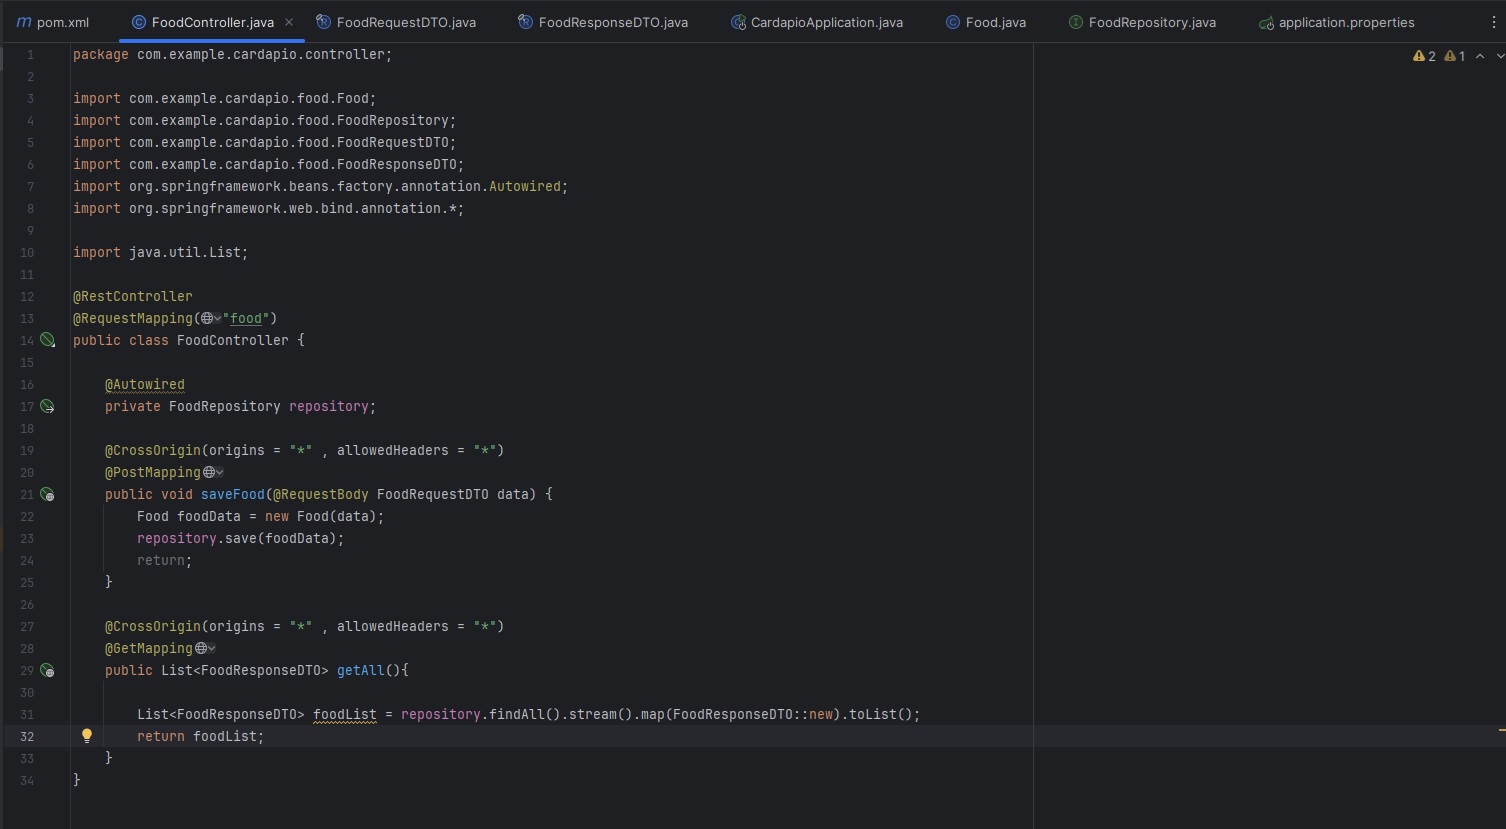 pom.xml FoodController.java FoodRequestDTO.java FoodResponseDTO.java CardapioApplication.java Food.java FoodRepository.java application.properties
2 1
1 package com.example.cardapio.controller;
2
3 import com.example.cardapio.food.Food;
4 import com.example.cardapio.food.FoodRepository;
5 import com.example.cardapio.food.FoodRequestDTO;
6 import com.example.cardapio.food.FoodResponseDTO;
7 import org.springframework.beans.factory.annotation.Autowired;
8 import org.springframework.web.bind.annotation.*;
9
10 import java.util.List;
11
12 @RestController
13 @RequestMapping("food")
14 public class FoodController {
15
16     @Autowired
17     private FoodRepository repository;
18
19     @CrossOrigin(origins = "*" , allowedHeaders = "*")
20     @PostMapping
21     public void saveFood(@RequestBody FoodRequestDTO data) {
22         Food foodData = new Food(data);
23         repository.save(foodData);
24         return;
25     }
26
27     @CrossOrigin(origins = "*" , allowedHeaders = "*")
28     @GetMapping
29     public List<FoodResponseDTO> getAll(){
30
31         List<FoodResponseDTO> foodList = repository.findAll().stream().map(FoodResponseDTO::new).toList();
32         return foodList;
33     }
34 }